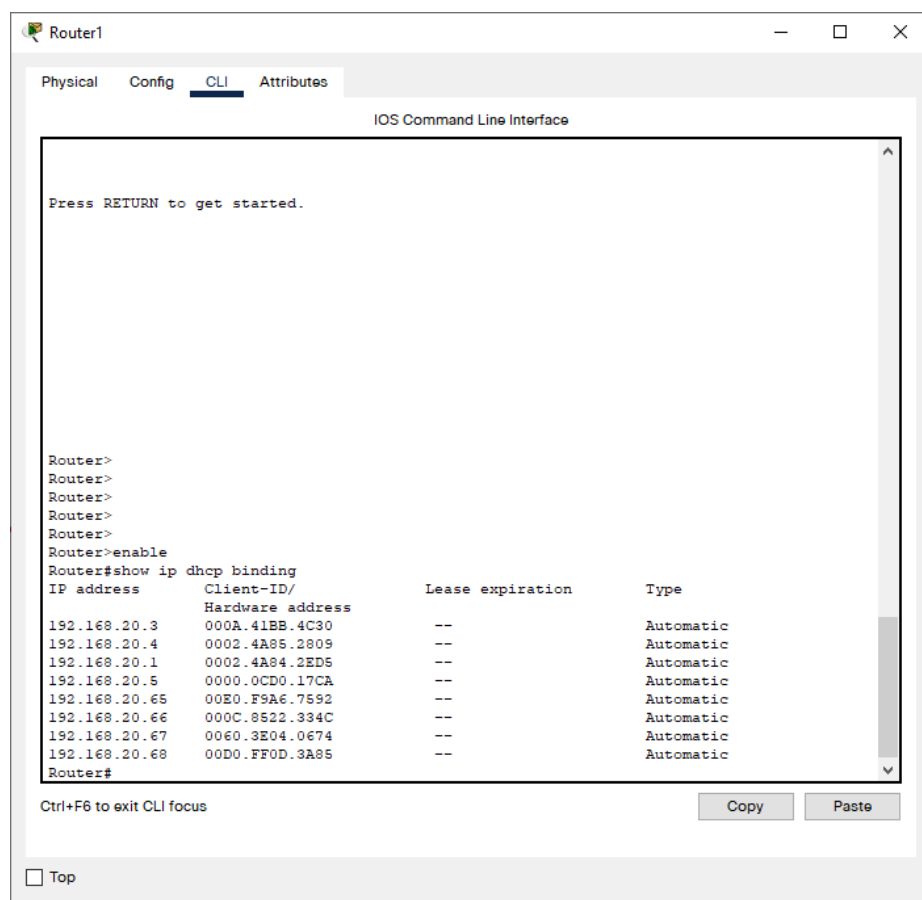 Router1
Physical Config CLI Attributes
IOS Command Line Interface
Press RETURN to get started.
Router>
Router>
Router>
Router>
Router>
Router>enable
Router#show ip dhcp binding
IP address Client-ID/ Lease expiration Type
Hardware address
192.168.20.3 000A.41BB.4C30 -- Automatic
192.168.20.4 0002.4A85.2809 -- Automatic
192.168.20.1 0002.4A84.2ED5 -- Automatic
192.168.20.5 0000.0CD0.17CA -- Automatic
192.168.20.65 00E0.F9A6.7592 -- Automatic
192.168.20.66 000C.8522.334C -- Automatic
192.168.20.67 0060.3E04.0674 -- Automatic
192.168.20.68 00D0.FF0D.3A85 -- Automatic
Router#
Ctrl+F6 to exit CLI focus Copy Paste
Top